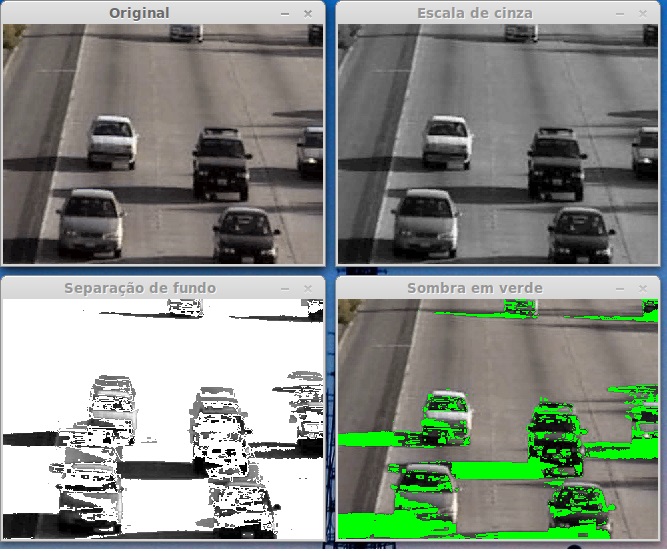 Original
Escala de cinza
Separação de fundo
Sombra em verde